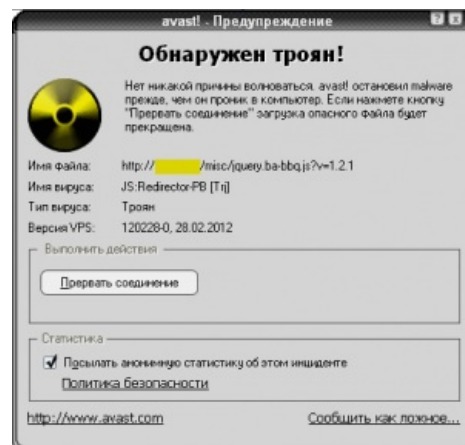 avast! - Предупреждение
Обнаружен троян!
Нет никакой причины волноваться. avast! остановил malware
прежде, чем он проник в компьютер. Если нажмете кнопку
"Прервать соединение" загрузка опасного файла будет
прекращена.
Имя файла: http:// /misc/jquery.ba-bbq.js?v=1.2.1
Имя вируса: JS:Redirector-PB [Trj]
Тип вируса: Троян
Версия VPS: 120228-0, 28.02.2012
Выполнить действия
Прервать соединение
Статистика
Посылать анонимную статистику об этом инциденте
Политика безопасности
http://www.avast.com Сообщить как ложное...